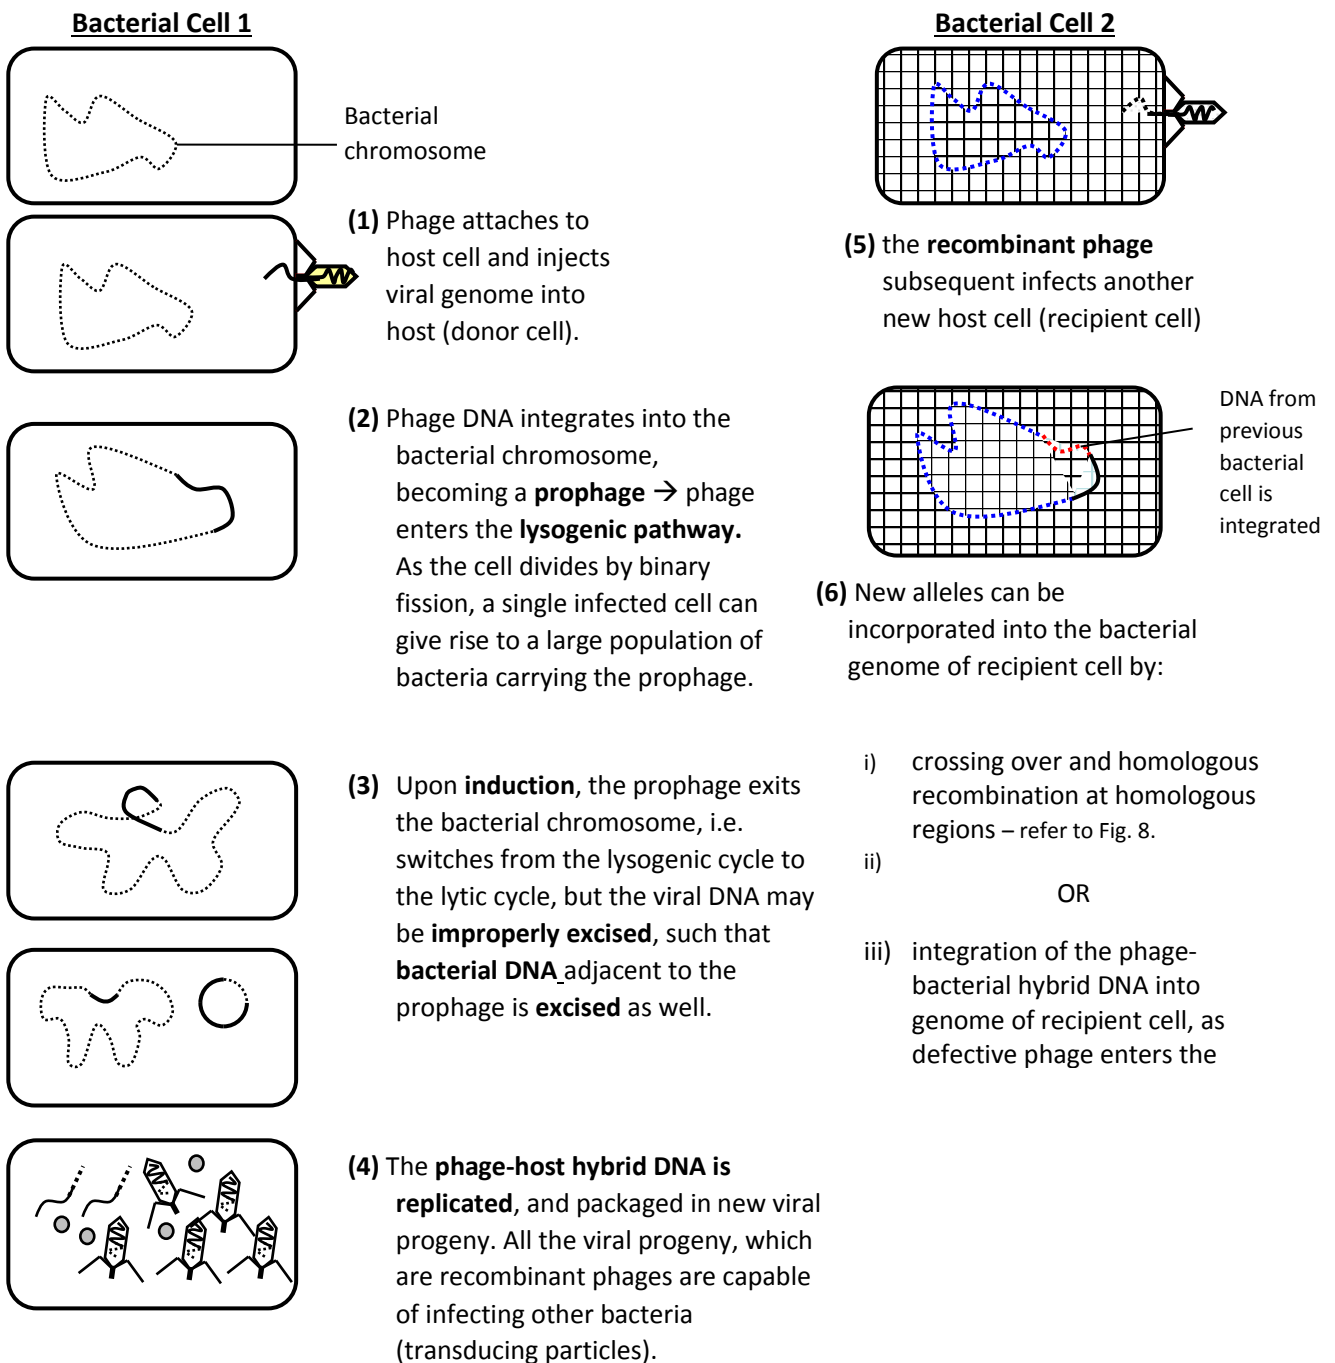 Bacterial Cell 1
Bacterial
chromosome
(1) Phage attaches to
host cell and injects
viral genome into
host (donor cell).
(2) Phage DNA integrates into the
bacterial chromosome,
becoming a prophage → phage
enters the lysogenic pathway.
As the cell divides by binary
fission, a single infected cell can
give rise to a large population of
bacteria carrying the prophage.
(3) Upon induction, the prophage exits
the bacterial chromosome, i.e.
switches from the lysogenic cycle to
the lytic cycle, but the viral DNA may
be improperly excised, such that
bacterial DNA adjacent to the
prophage is excised as well.
(4) The phage-host hybrid DNA is
replicated, and packaged in new viral
progeny. All the viral progeny, which
are recombinant phages are capable
of infecting other bacteria
(transducing particles).
Bacterial Cell 2
(5) the recombinant phage
subsequent infects another
new host cell (recipient cell)
DNA from
previous
bacterial
cell is
integrated
(6) New alleles can be
incorporated into the bacterial
genome of recipient cell by:
i) crossing over and homologous
recombination at homologous
regions – refer to Fig. 8.
ii)
OR
iii) integration of the phage-
bacterial hybrid DNA into
genome of recipient cell, as
defective phage enters the